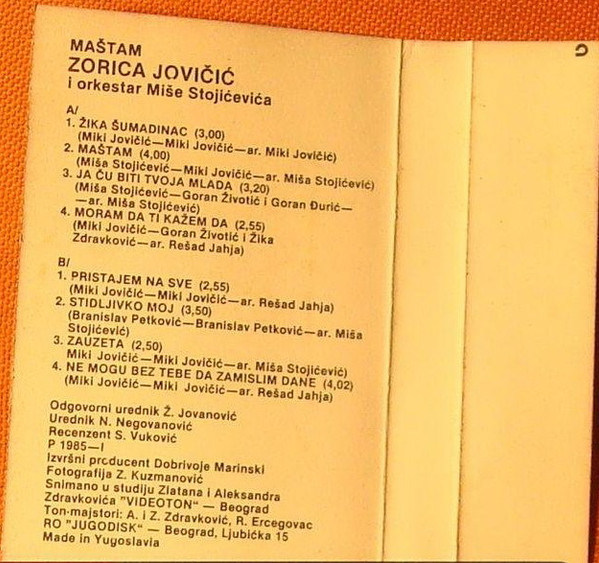 MAŠTAM
ZORICA JOVIČIĆ
i orkestar Miše Stojićevića
A/
1. ŽIKA ŠUMADINAC (3,00)
(Miki Jovičić—Miki Jovičić—ar. Miki Jovičić)
2. MAŠTAM (4,00)
(Miša Stojićević—Miki Jovičić—ar. Miša Stojićević)
3. JA ĆU BITI TVOJA MLADA (3,20)
(Miša Stojićević—Goran Životić i Goran Đurić—
—ar. Miša Stojićević)
4. MORAM DA TI KAŽEM DA (2,55)
(Miki Jovičić—Goran Životić i Žika
Zdravković—ar. Rešad Jahja)
B/
1. PRISTAJEM NA SVE (2,55)
(Miki Jovičić—Miki Jovičić—ar. Rešad Jahja)
2. STIDLJIVKO MOJ (3,50)
(Branislav Petković—Branislav Petković—ar. Miša
Stojićević)
3. ZAUZETA (2,50)
Miki Jovičić—Miki Jovičić—ar. Miša Stojićević)
4. NE MOGU BEZ TEBE DA ZAMISLIM DANE (4,02)
(Miki Jovičić—Miki Jovičić—ar. Rešad Jahja)
Odgovorni urednik Ž. Jovanović
Urednik N. Negovanović
Recenzent S. Vuković
P 1985—I
Izvršni producent Dobrivoje Marinski
Fotografija Z. Kuzmanović
Snimano u studiju Zlatana i Aleksandra
Zdravkovića "VIDEOTON" — Beograd
Ton-majstori: A. i Z. Zdravković, R. Ercegovac
RO "JUGODISK" — Beograd, Ljubićka 15
Made in Yugoslavia